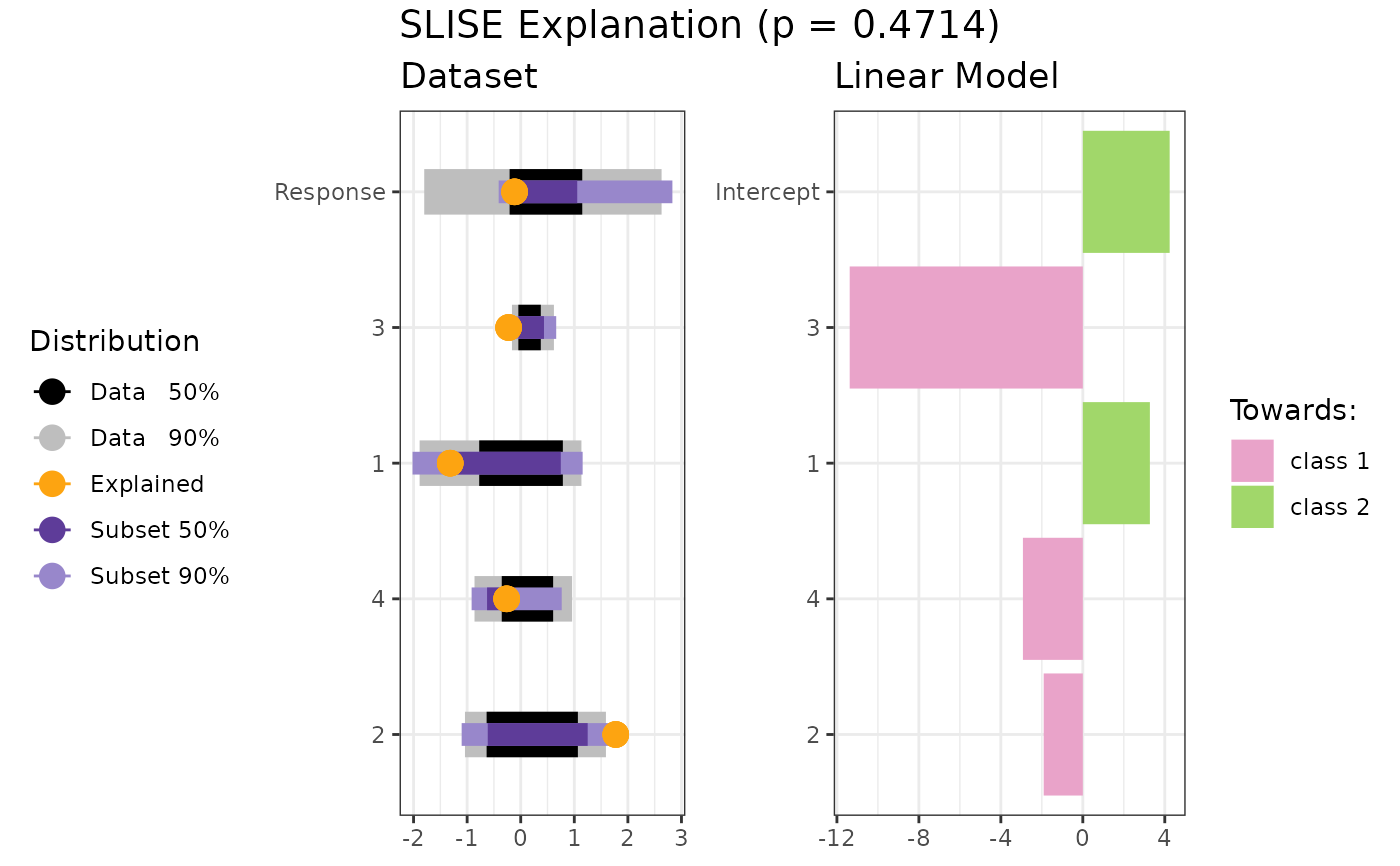 SLISE Explanation (p = 0.4714)
Dataset
Linear Model
Response
3
1
4
2
-2 -1 0 1 2 3
Intercept
3
1
4
2
-12 -8 -4 0 4
Distribution
Data 50%
Data 90%
Explained
Subset 50%
Subset 90%
Towards:
class 1
class 2